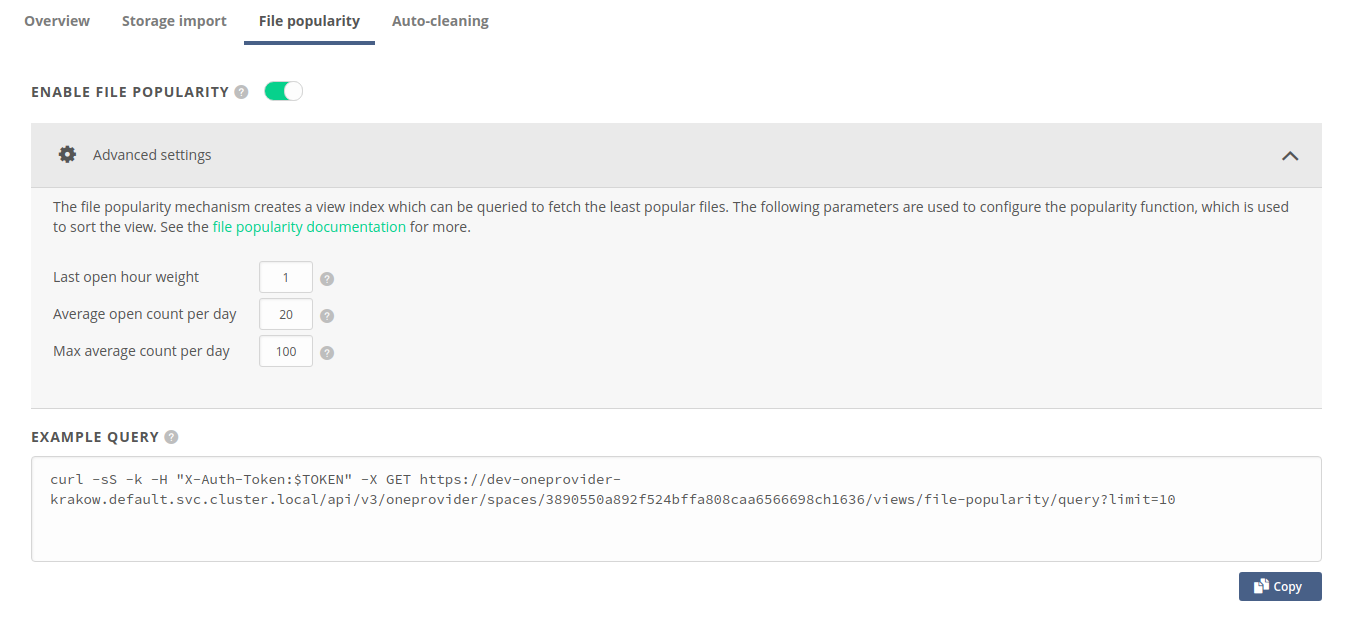 Overview Storage import File popularity Auto-cleaning
ENABLE FILE POPULARITY ?
Advanced settings
The file popularity mechanism creates a view index which can be queried to fetch the least popular files. The following parameters are used to configure the popularity function, which is used
to sort the view. See the file popularity documentation for more.
Last open hour weight 1 ?
Average open count per day 20 ?
Max average count per day 100 ?
EXAMPLE QUERY ?
curl -sS -k -H "X-Auth-Token:$TOKEN" -X GET https://dev-oneprovider-
krakow.default.svc.cluster.local/api/v3/oneprovider/spaces/3890550a892f524bffa808caa6566698ch1636/views/file-popularity/query?limit=10
Copy